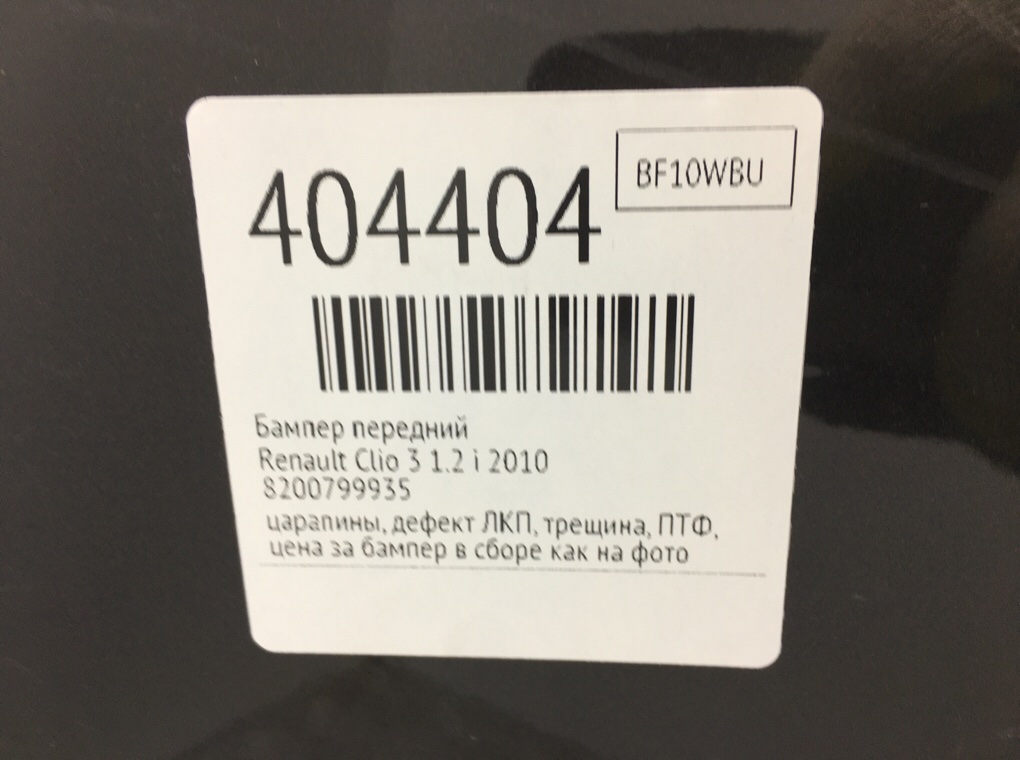 BF10WBU
404404
Бампер передний
Renault Clio 3 1.2 i 2010
8200799935
царапины, дефект ЛКП, трещина, ПТФ,
цена за бампер в сборе как на фото